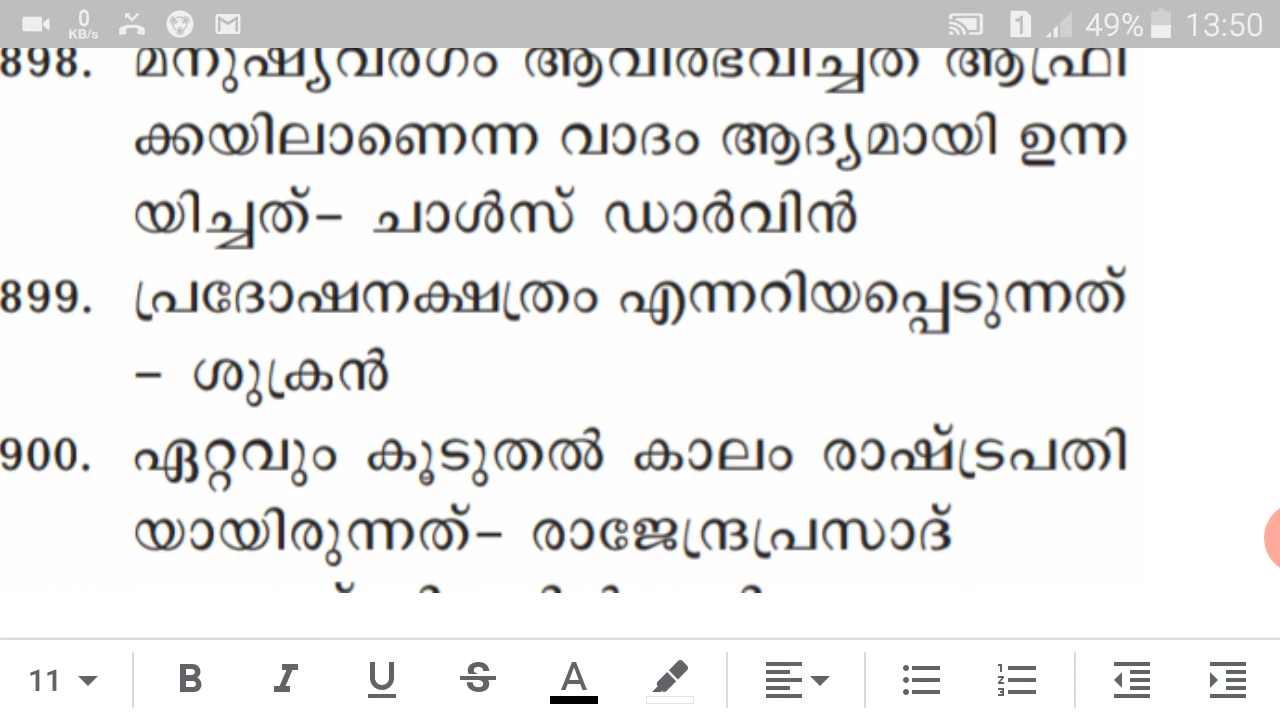 0 KB/s 1 49% 13:50
898. മനുഷ്യവർഗം ആവിർഭവിച്ചത് ആഫ്രി
ക്കയിലാണെന്ന വാദം ആദ്യമായി ഉന്ന
യിച്ചത്- ചാൾസ് ഡാർവിൻ
899. പ്രദോഷനക്ഷത്രം എന്നറിയപ്പെടുന്നത്
- ശുക്രൻ
900. ഏറ്റവും കൂടുതൽ കാലം രാഷ്ട്രപതി
യായിരുന്നത്- രാജേന്ദ്രപ്രസാദ്
11 B I U S A